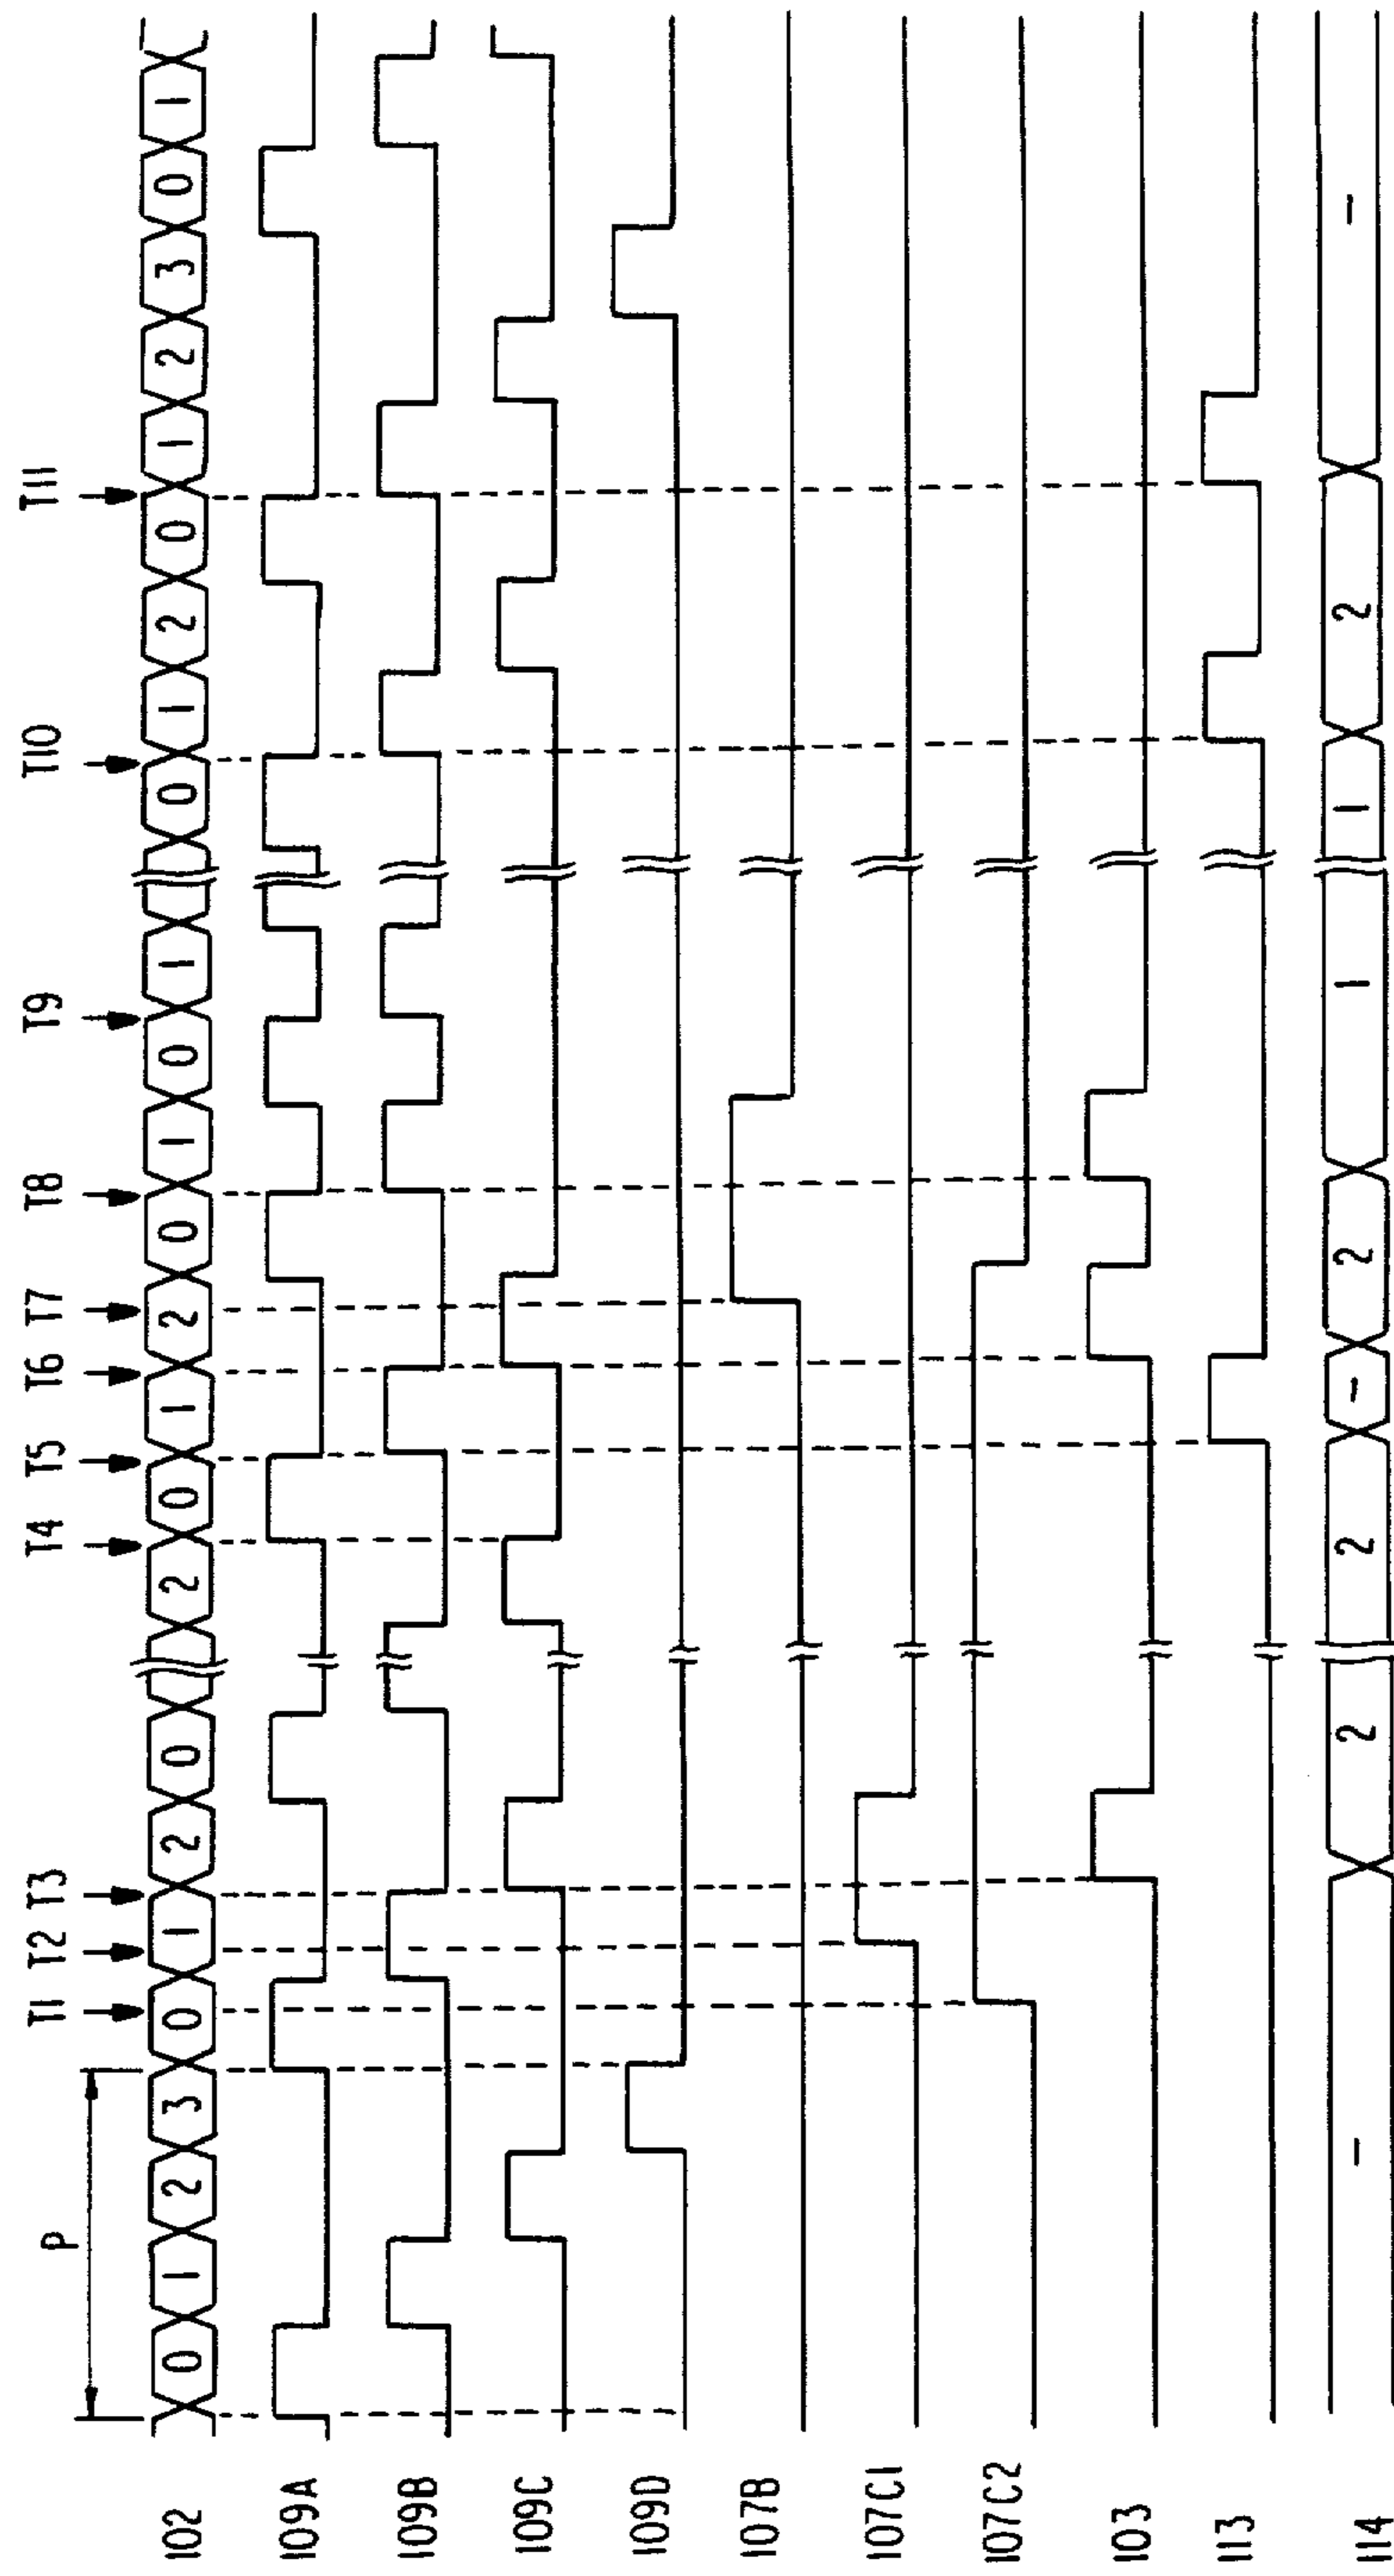 P T1 T2 T3 T4 T5 T6 T7 T8 T9 T10 T11
102 0 1 2 3 0 1 2 0 2 0 1 2 0 1 0 1 0 1 2 0 1 2 3 0 1
109A
109B
109C
109D
107B
107C1
107C2
103
113
114 - 2 2 - 2 1 1 2 -